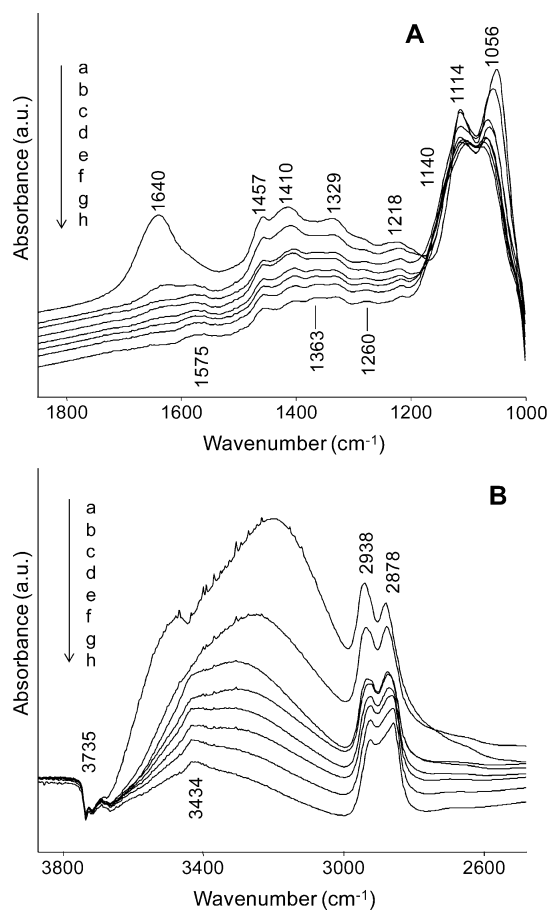 A
Absorbance (a.u.)
a
b
c
d
e
f
g
h
1640
1457
1410
1329
1218
1140
1114
1056
1575
1363
1260
1800
1600
1400
1200
1000
Wavenumber (cm-1)
B
Absorbance (a.u.)
a
b
c
d
e
f
g
h
2938
2878
3735
3434
3800
3400
3000
2600
Wavenumber (cm-1)